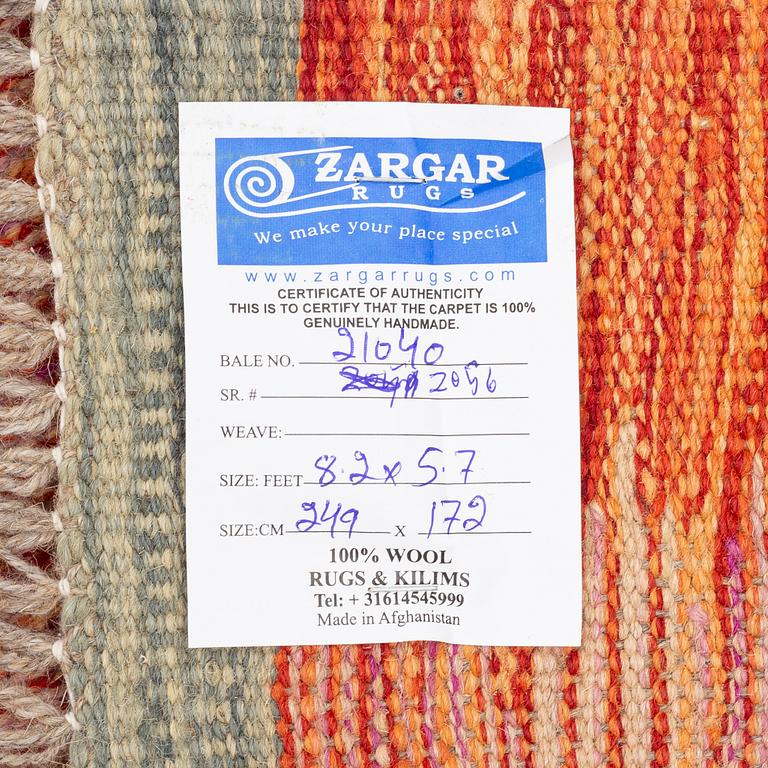 ZARGAR
RUGS
We make your place special
www.zargarrugs.com
CERTIFICATE OF AUTHENTICITY
THIS IS TO CERTIFY THAT THE CARPET IS 100%
GENUINELY HANDMADE.
BALE NO. 21040
SR. # 2056
WEAVE:
SIZE: FEET 8.2 x 5.7
SIZE:CM 249 X 172
100% WOOL
RUGS & KILIMS
Tel: + 31614545999
Made in Afghanistan